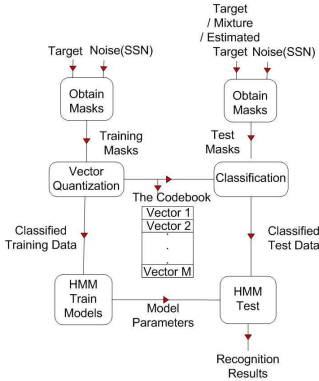 Target
/ Mixture
/ Estimated
Target Noise(SSN)
Target Noise(SSN)
Obtain
Masks
Obtain
Masks
Training
Masks
Test
Masks
Vector
Quantization
Classification
The Codebook
Vector 1
Vector 2
.
.
.
Vector M
Classified
Training Data
Classified
Test Data
HMM
Train
Models
HMM
Test
Model
Parameters
Recognition
Results